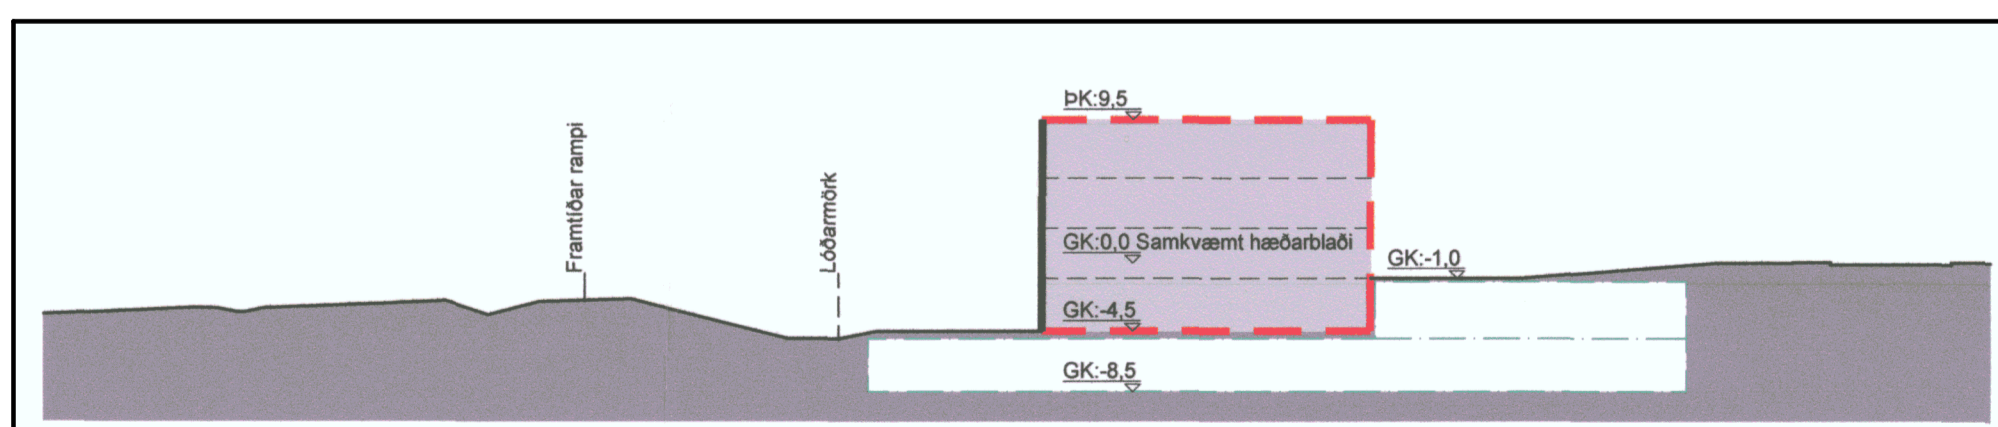 ÞK:9,5
Framtíðar rampi
Lóðarmörk
GK:0,0 Samkvæmt hæðarblaði
GK:-1,0
GK:-4,5
GK:-8,5